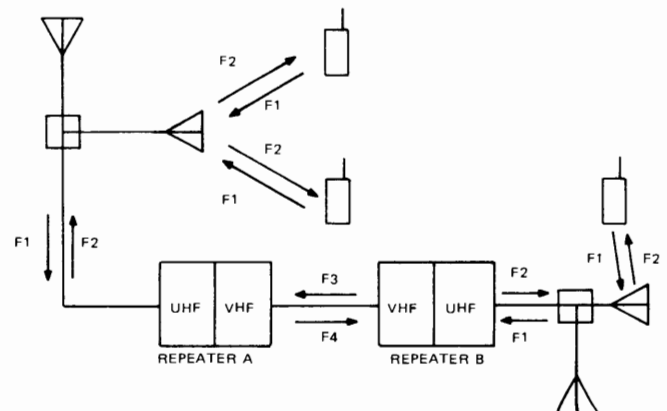 F2
F1
F2
F1
F1 F2
F1 F2
F3
F2
UHF VHF
VHF UHF
F4
F1
REPEATER A
REPEATER B